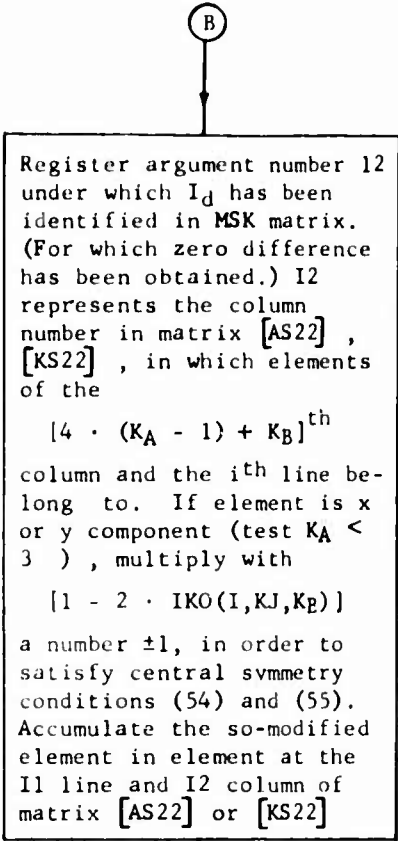 B
Register argument number 12
under which I_d has been
identified in MSK matrix.
(For which zero difference
has been obtained.) I2
represents the column
number in matrix [AS22] ,
[KS22] , in which elements
of the
[4 · (K_A - 1) + K_B]^th
column and the i^th line be-
long to. If element is x
or y component (test K_A <
3 ) , multiply with
[1 - 2 · IKO(I,KJ,K_E)]
a number ±1, in order to
satisfy central svmmetry
conditions (54) and (55).
Accumulate the so-modified
element in element at the
I1 line and I2 column of
matrix [AS22] or [KS22]